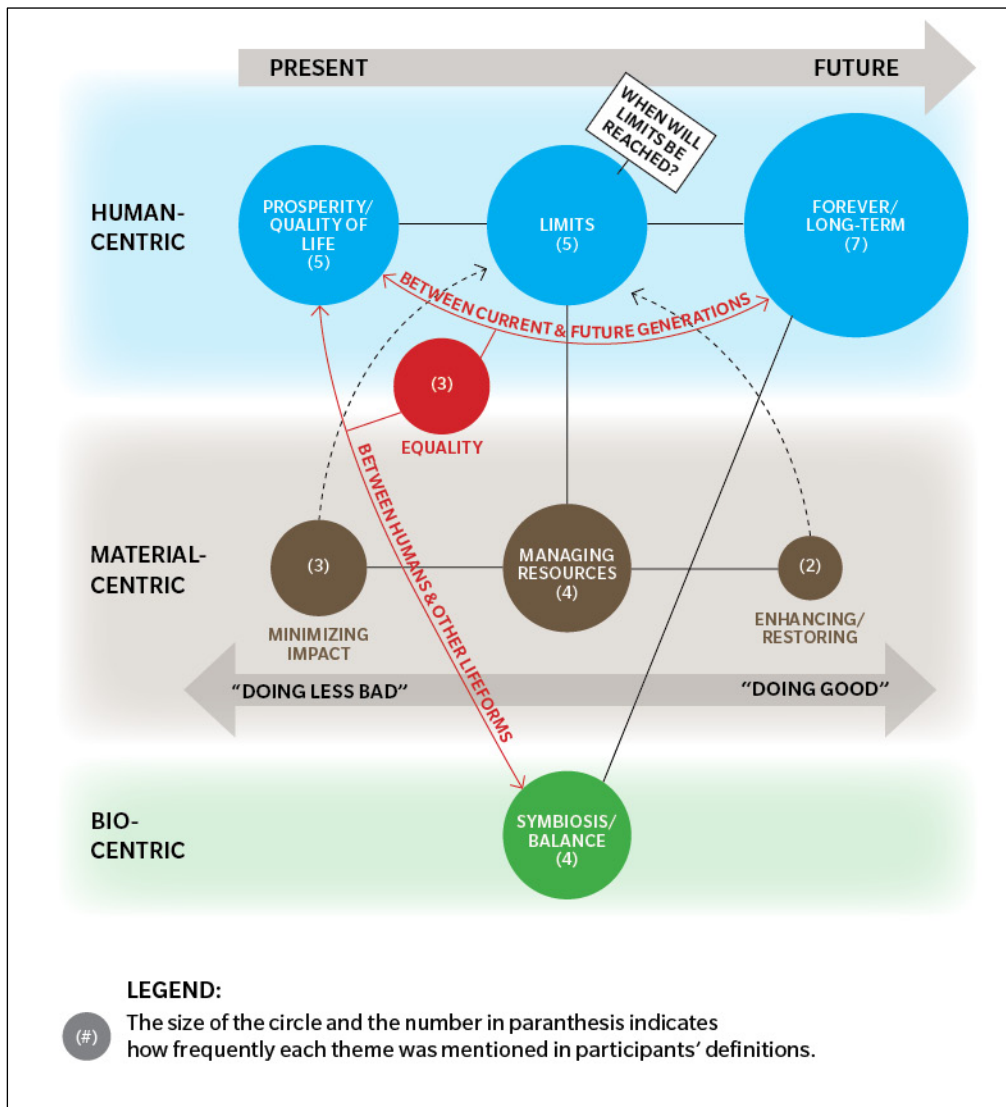 PRESENT
FUTURE
WHEN WILL
LIMITS BE
REACHED?
HUMAN-
CENTRIC
PROSPERITY/
QUALITY OF
LIFE
(5)
LIMITS
(5)
FOREVER/
LONG-TERM
(7)
BETWEEN CURRENT & FUTURE GENERATIONS
(3)
EQUALITY
BETWEEN HUMANS & OTHER LIFEFORMS
MATERIAL-
CENTRIC
(3)
MINIMIZING
IMPACT
MANAGING
RESOURCES
(4)
(2)
ENHANCING/
RESTORING
"DOING LESS BAD"
"DOING GOOD"
BIO-
CENTRIC
SYMBIOSIS/
BALANCE
(4)
LEGEND:
(#)
The size of the circle and the number in paranthesis indicates
how frequently each theme was mentioned in participants' definitions.